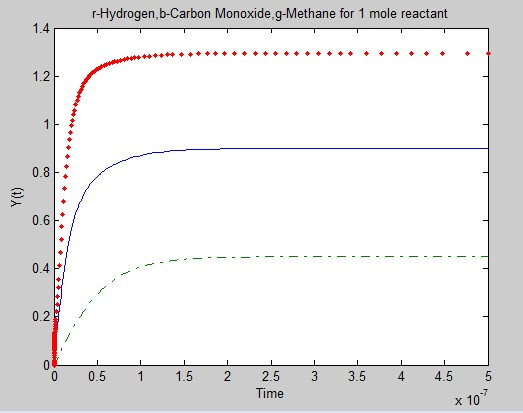 r-Hydrogen,b-Carbon Monoxide,g-Methane for 1 mole reactant
1.4
1.2
1
0.8
0.6
0.4
0.2
0
Y(t)
0 0.5 1 1.5 2 2.5 3 3.5 4 4.5 5
Time
x 10⁻⁷